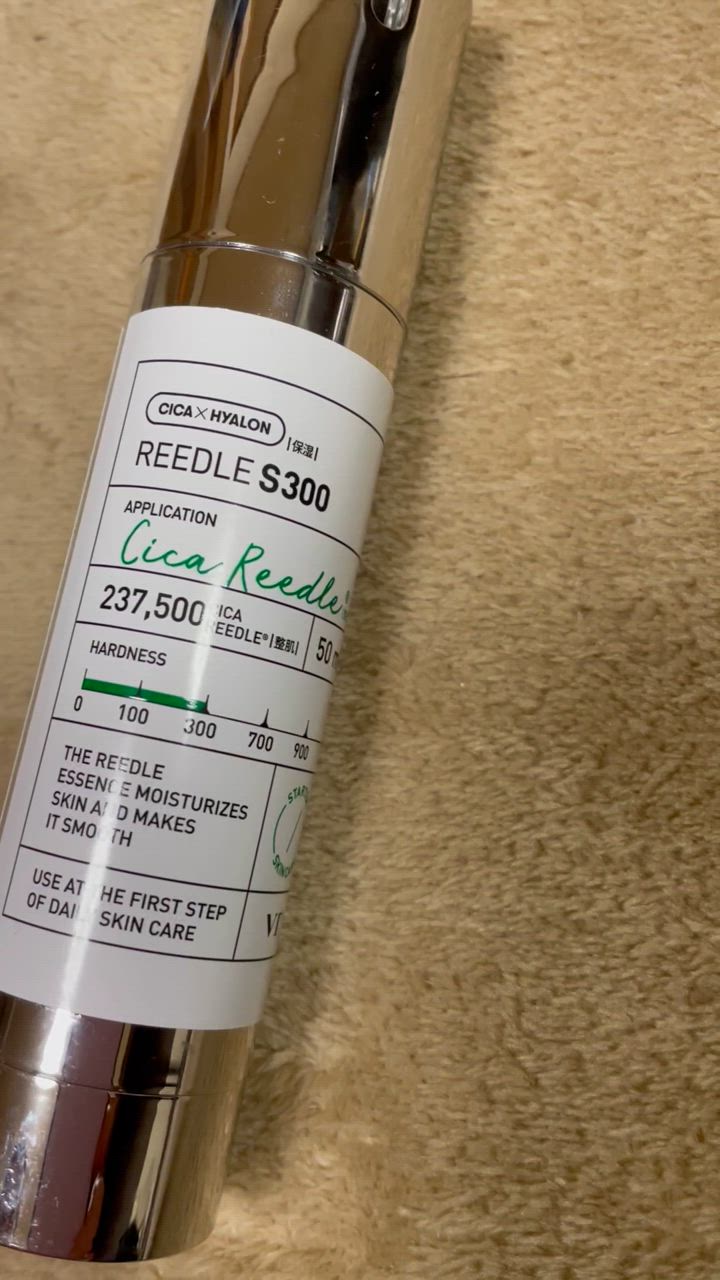 CICA×HYALON
|保湿|
REEDLE S300
APPLICATION
Cica Reedle
237,500
REEDLE® |整肌|
50
HARDNESS
0 100 300 700 900
THE REEDLE
ESSENCE MOISTURIZES
SKIN AND MAKES
IT SMOOTH
USE AT THE FIRST STEP
OF DAILY SKIN CARE
VT